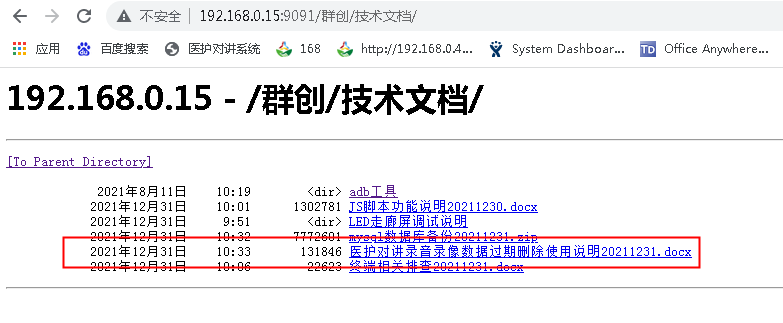 不安全 | 192.168.0.15:9091/群创/技术文档/
应用 百度搜索 医护对讲系统 168 http://192.168.0.4... System Dashboar... TD Office Anywhere...
192.168.0.15 - /群创/技术文档/
[To Parent Directory]
2021年8月11日 10:19 <dir> adb工具
2021年12月31日 10:01 1302781 JS脚本功能说明20211230.docx
2021年12月31日 9:51 <dir> LED走廊屏调试说明
2021年12月31日 10:32 7772601 mysql数据库备份20211231.zip
2021年12月31日 10:33 131846 医护对讲录音录像数据过期删除使用说明20211231.docx
2021年12月31日 10:06 22623 终端相关排查20211231.docx